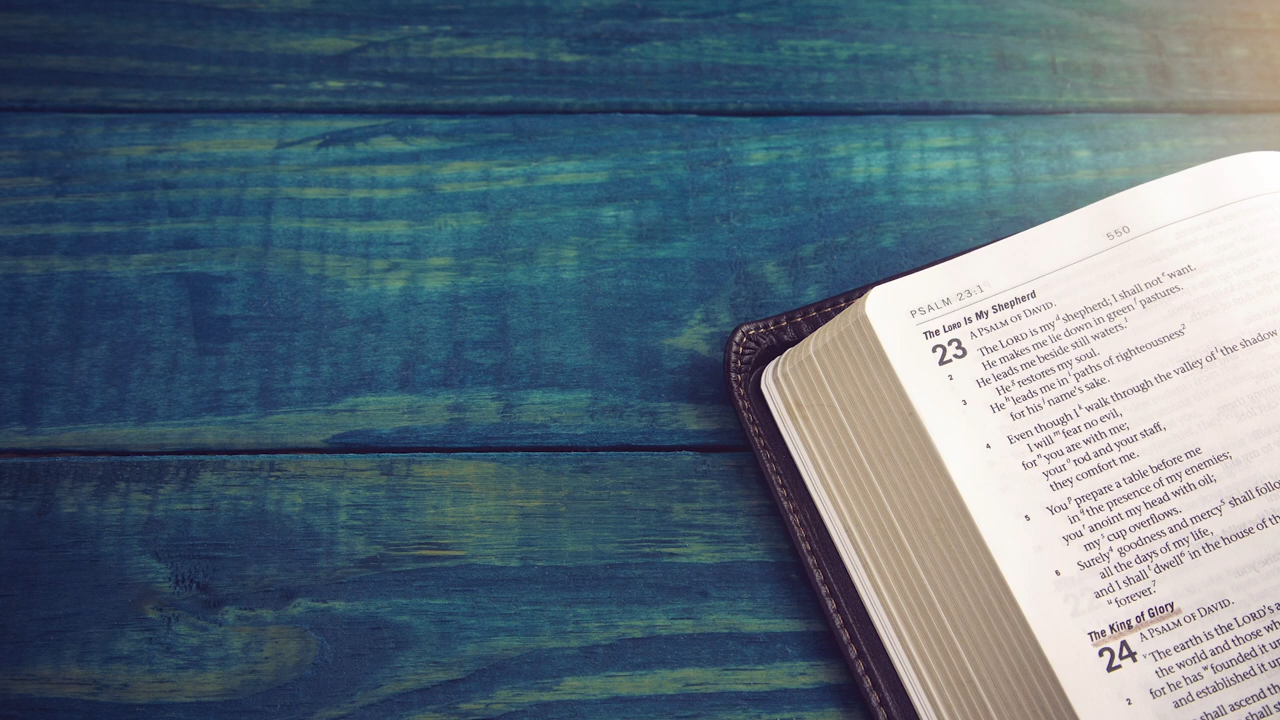 550
PSALM 23:1
The LORD Is My Shepherd
23 A PSALM OF DAVID.
The LORD is my d shepherd; I shall not e want.
2 He makes me lie down in green f pastures.
He leads me beside still waters.
3 He restores my soul.
He leads me in paths of righteousness
for his name's sake.
4 Even though I walk through the valley of the shadow
I will m fear no evil,
for n you are with me;
your o rod and your staff,
they comfort me.
5 You p prepare a table before me
in q the presence of my enemies;
you r anoint my head with oil;
my s cup overflows.
6 Surely goodness and mercy shall follo
all the days of my life,
and I shall dwell in the house of th
u forever.7
The King of Glory
24 A PSALM OF DAVID.
v The earth is the LORD'S
the world and those wh
2 for he has w founded it u
and established it u
shall ascend th
shall s